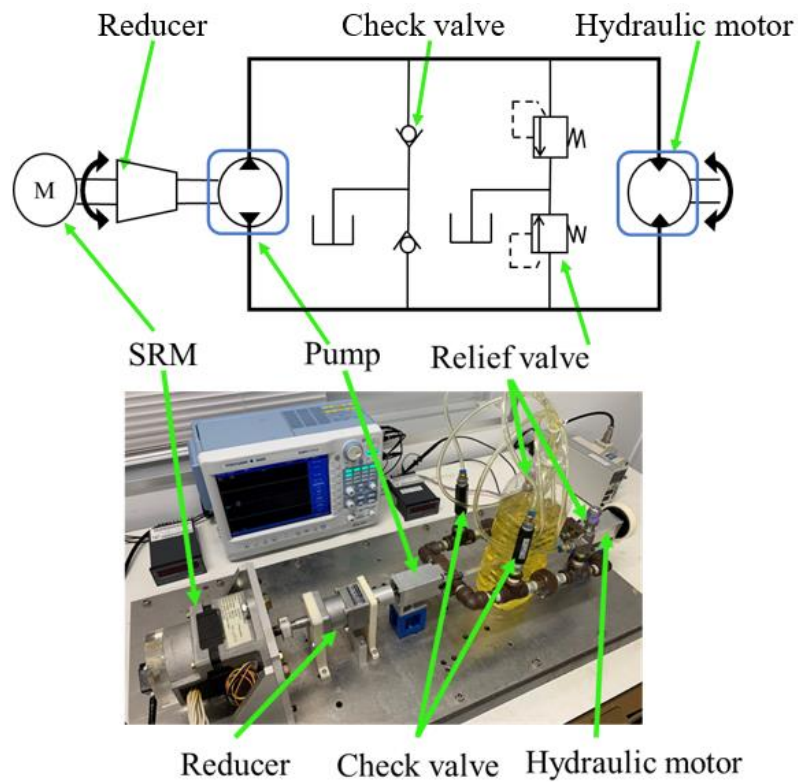 Reducer
Check valve
Hydraulic motor
M
SRM
Pump
Relief valve
Reducer
Check valve
Hydraulic motor